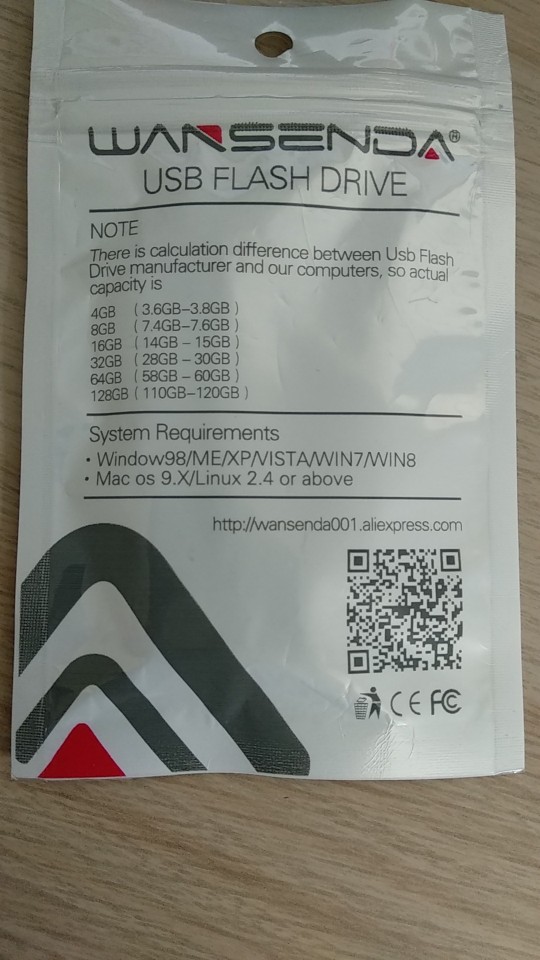 WANSENDA®
USB FLASH DRIVE
NOTE
There is calculation difference between Usb Flash
Drive manufacturer and our computers, so actual
capacity is
4GB ( 3.6GB–3.8GB )
8GB ( 7.4GB–7.6GB )
16GB ( 14GB – 15GB )
32GB ( 28GB – 30GB )
64GB ( 58GB – 60GB )
128GB ( 110GB–120GB )
System Requirements
• Window98/ME/XP/VISTA/WIN7/WIN8
• Mac os 9.X/Linux 2.4 or above
http://wansenda001.aliexpress.com
CE FC